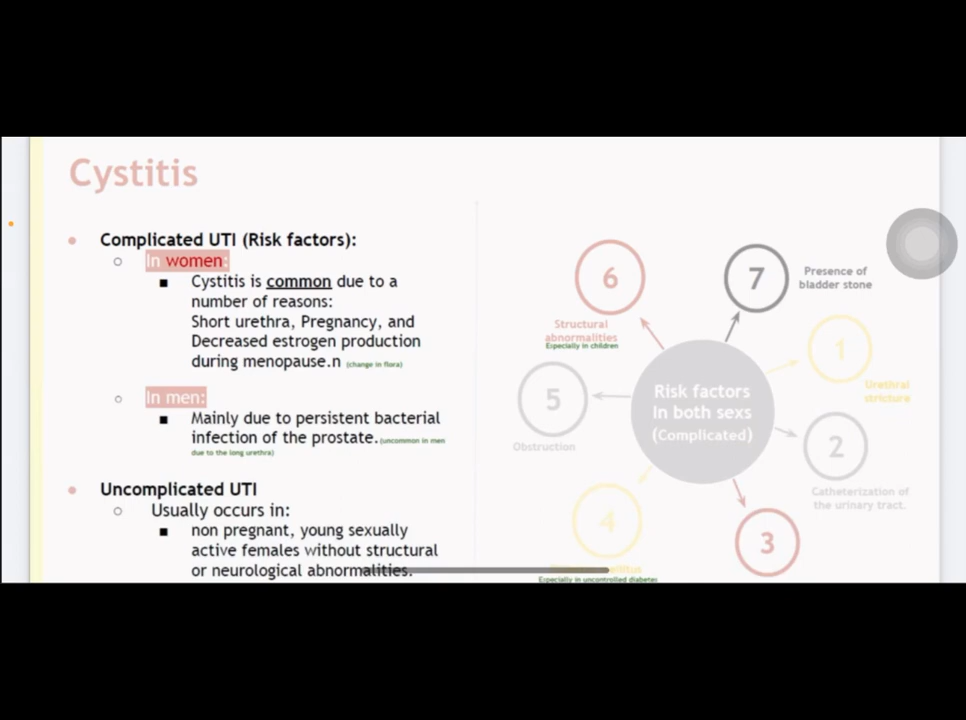 Cystitis
Complicated UTI (Risk factors):
In women:
Cystitis is common due to a
number of reasons:
Short urethra, Pregnancy, and
Decreased estrogen production
during menopause.n (change in flora)
In men:
Mainly due to persistent bacterial
infection of the prostate. (uncommon in men
due to the long urethra)
Uncomplicated UTI
Usually occurs in:
non pregnant, young sexually
active females without structural
or neurological abnormalities.
Risk factors
In both sexs
(Complicated)
6
Structural
abnormalities
Especially in children
7
Presence of
bladder stone
1
Urethral
stricture
5
Obstruction
2
Catheterization of
the urinary tract.
4
Especially in uncontrolled diabetes
3